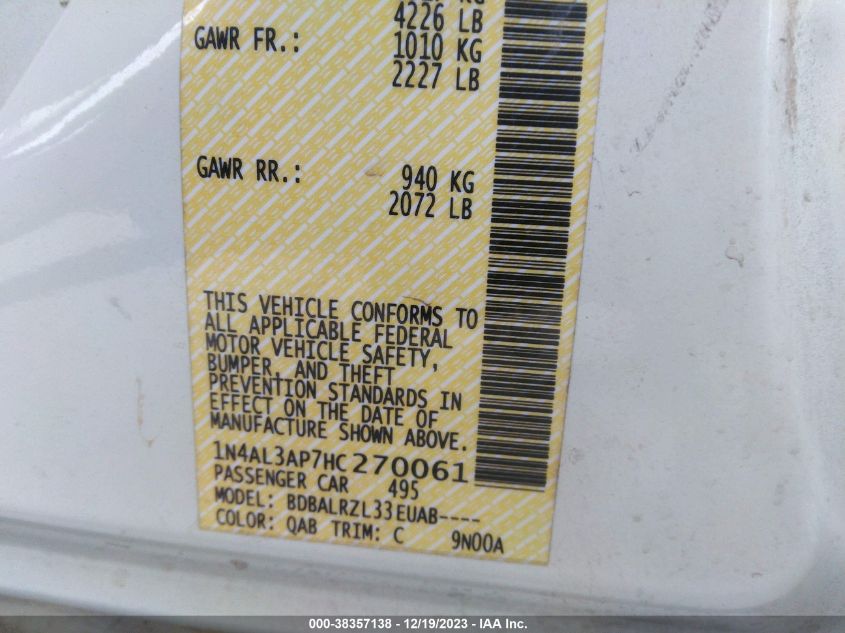 4226 LB
GAWR FR.: 1010 KG
2227 LB
GAWR RR.: 940 KG
2072 LB
THIS VEHICLE CONFORMS TO
ALL APPLICABLE FEDERAL
MOTOR VEHICLE SAFETY,
BUMPER, AND THEFT
PREVENTION STANDARDS IN
EFFECT ON THE DATE OF
MANUFACTURE SHOWN ABOVE.
1N4AL3AP7HC270061
PASSENGER CAR 495
MODEL: BDBALRZL33EUAB----
COLOR: QAB TRIM: C 9N00A
000-38357138 - 12/19/2023 - IAA Inc.